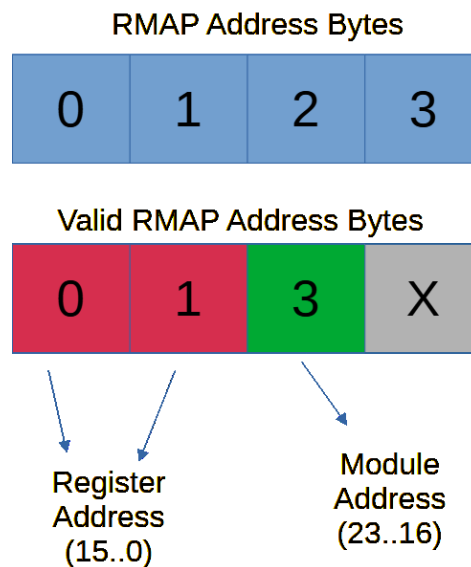 RMAP Address Bytes
0 1 2 3
Valid RMAP Address Bytes
0 1 3 X
Register
Address
(15..0)
Module
Address
(23..16)